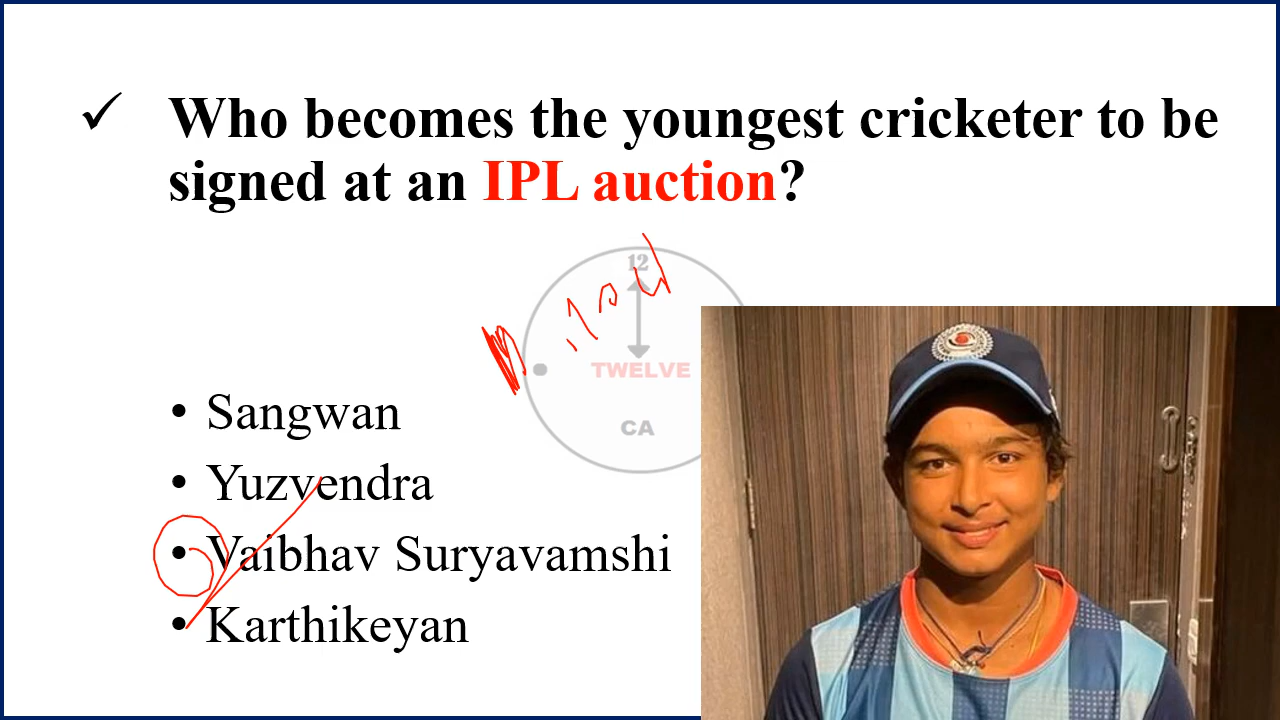 ✓ Who becomes the youngest cricketer to be
signed at an IPL auction?
12
TWELVE
CA
• Sangwan
• Yuzvendra
• Vaibhav Suryavamshi
• Karthikeyan